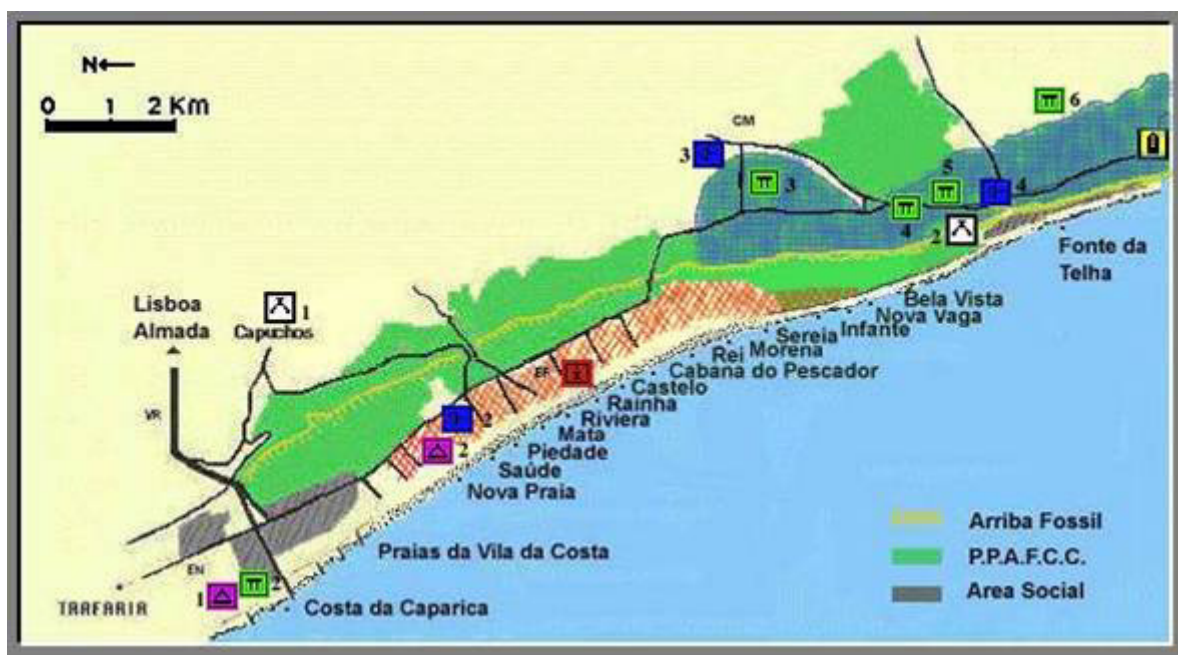 N
0 1 2 Km
CM
3
6
5
3
4
4
2
Fonte da
Telha
Lisboa
Almada
1
Capuchos
Bela Vista
Nova Vaga
Infante
Sereia
Morena
Rei
Cabana do Pescador
EF
Castelo
Rainha
Riviera
Mata
Piedade
Saúde
Nova Praia
VR
2
2
Praias da Vila da Costa
EN
TRAFARIA
1
2
Costa da Caparica
Arriba Fossil
P.P.A.F.C.C.
Area Social